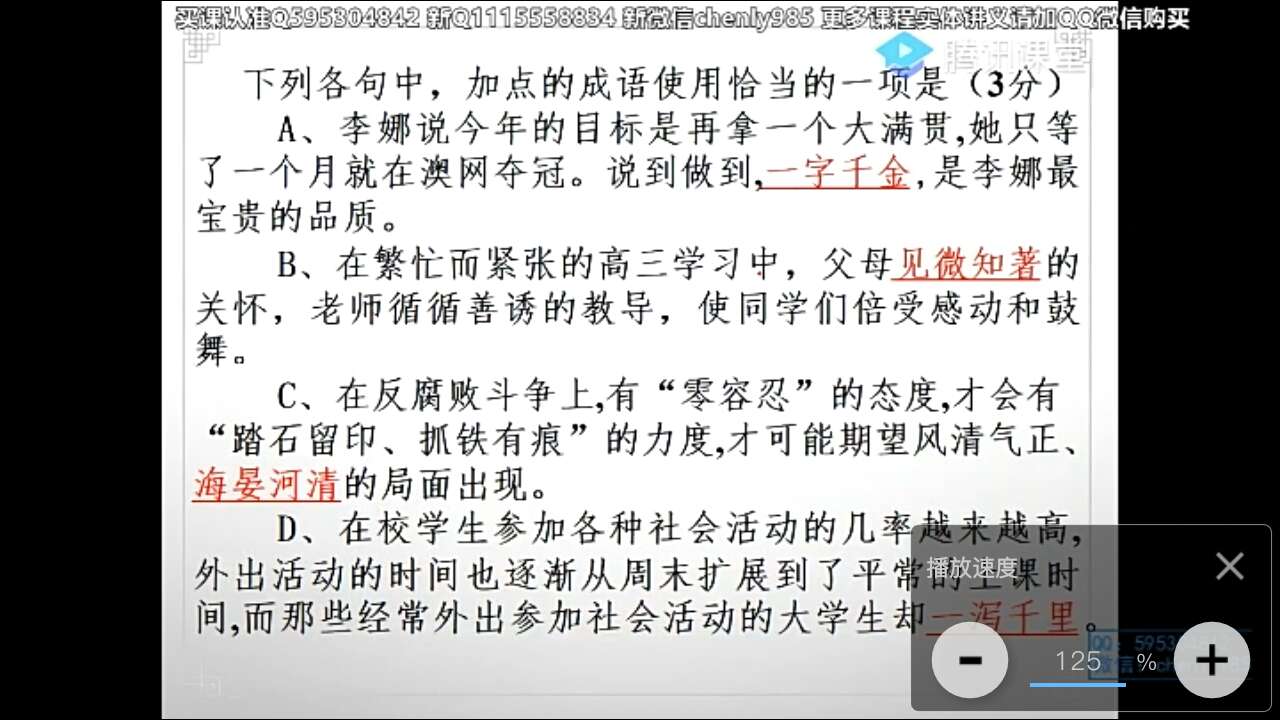 买课认准Q595304842 新Q1115558834 新微信chenly985 更多课程实体讲义请加QQ微信购买
腾讯课堂
下列各句中，加点的成语使用恰当的一项是（3分）
A、李娜说今年的目标是再拿一个大满贯,她只等
了一个月就在澳网夺冠。说到做到,一字千金,是李娜最
宝贵的品质。
B、在繁忙而紧张的高三学习中，父母见微知著的
关怀，老师循循善诱的教导，使同学们倍受感动和鼓
舞。
C、在反腐败斗争上,有“零容忍”的态度,才会有
“踏石留印、抓铁有痕”的力度,才可能期望风清气正、
海晏河清的局面出现。
D、在校学生参加各种社会活动的几率越来越高,
外出活动的时间也逐渐从周末扩展到了平常的上课时
间,而那些经常外出参加社会活动的大学生却一泻千里。
播放速度
125 %